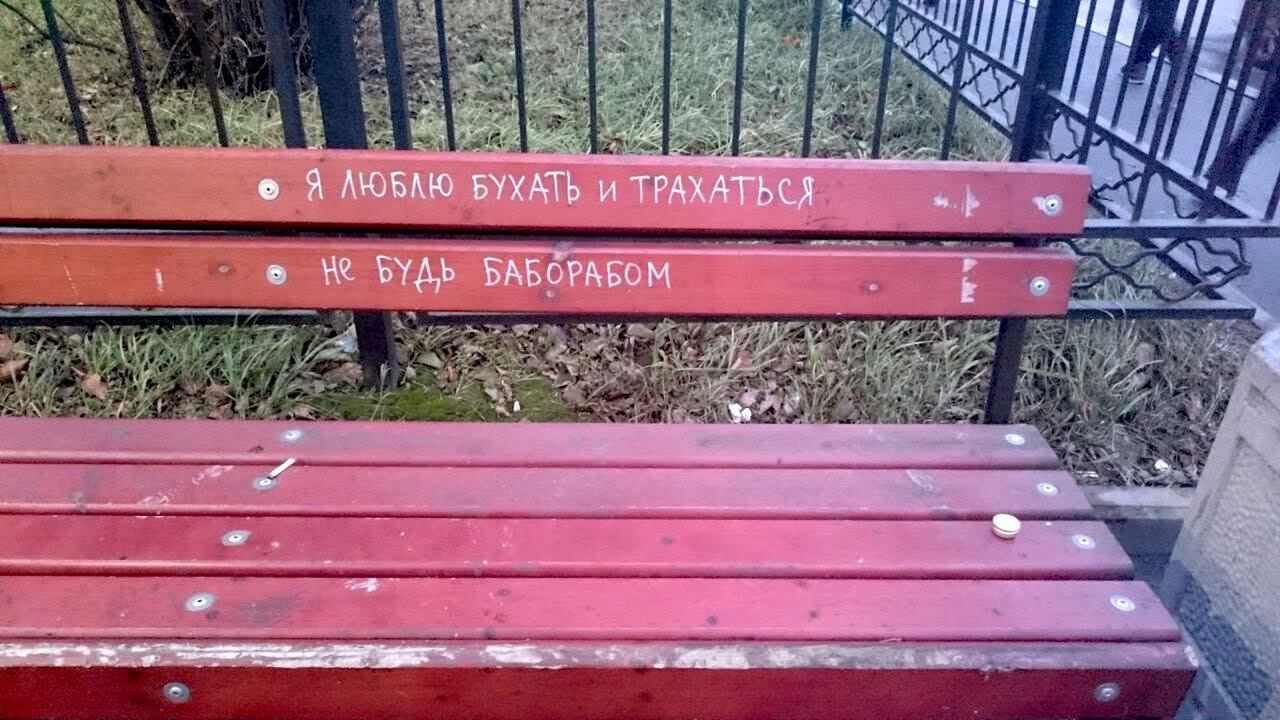 Я ЛЮБЛЮ БУХАТЬ И ТРАХАТЬСЯ
НЕ БУДЬ БАБОРАБОМ